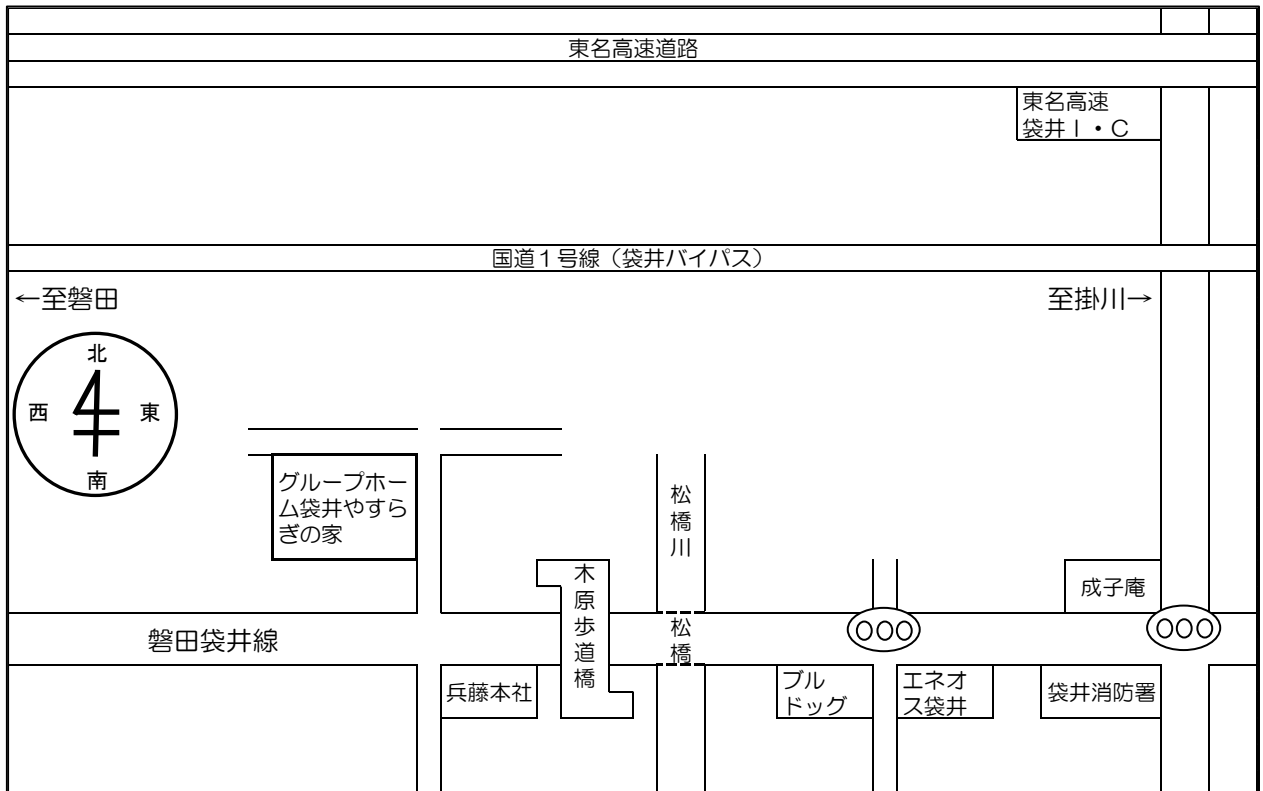 東名高速道路
東名高速
袋井I・C
国道1号線（袋井バイパス）
←至磐田
至掛川→
北
西
東
南
グループホー
ム袋井やすら
ぎの家
松橋川
木原歩道橋
成子庵
磐田袋井線
松橋
兵藤本社
ブル
ドッグ
エネオ
ス袋井
袋井消防署